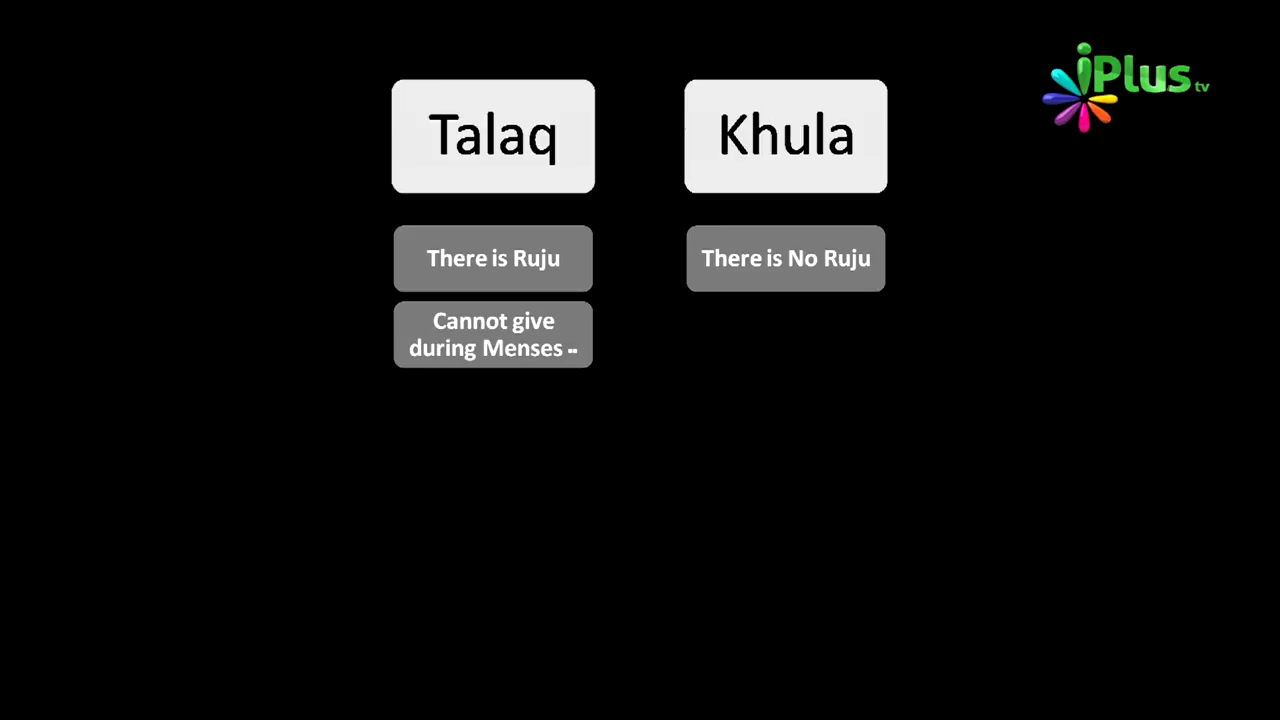 iPlus tv
Talaq
Khula
There is Ruju
There is No Ruju
Cannot give
during Menses --